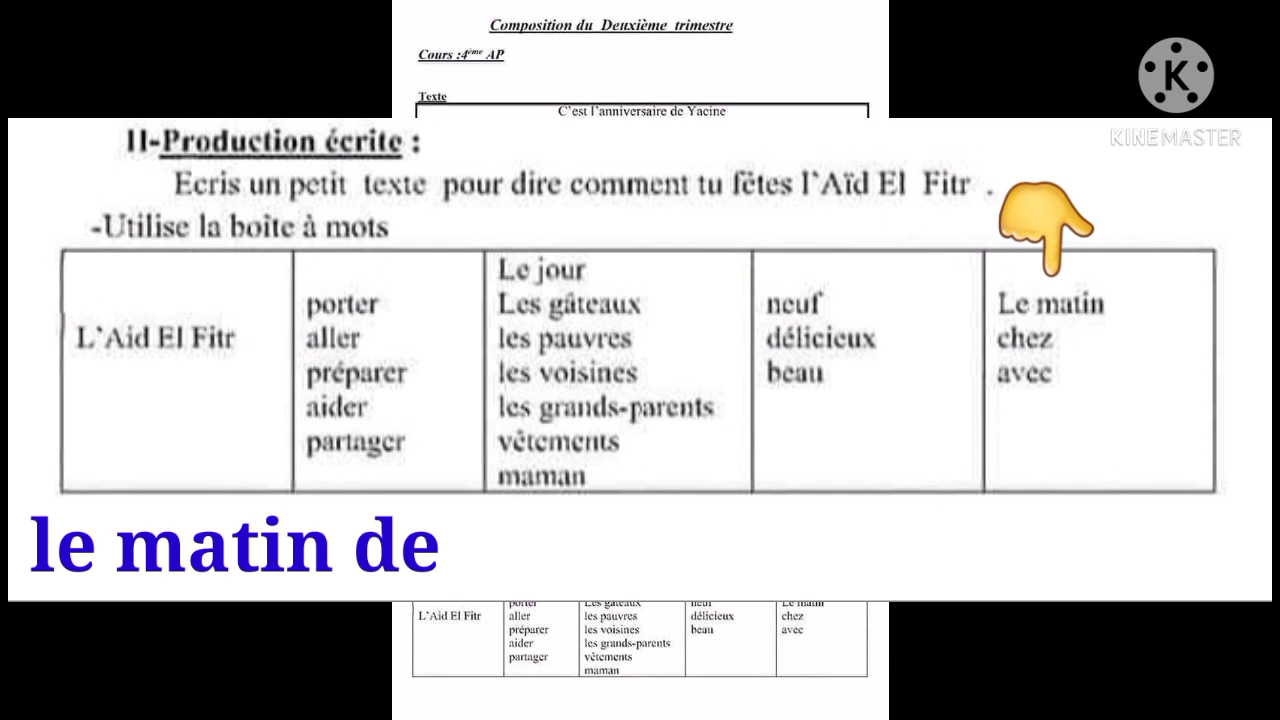 Composition du Deuxième trimestre
Cours :4ème AP
Texte
C'est l'anniversaire de Yacine
KINEMASTER
II-Production écrite :
Ecris un petit texte pour dire comment tu fêtes l'Aïd El Fitr .
-Utilise la boîte à mots
L'Aid El Fitr
porter
aller
préparer
aider
partager
Le jour
Les gâteaux
les pauvres
les voisines
les grands-parents
vêtements
maman
neuf
délicieux
beau
Le matin
chez
avec
le matin de
L'Aid El Fitr
porter
aller
préparer
aider
partager
Les gâteaux
les pauvres
les voisines
les grands-parents
vêtements
maman
neuf
délicieux
beau
Le matin
chez
avec